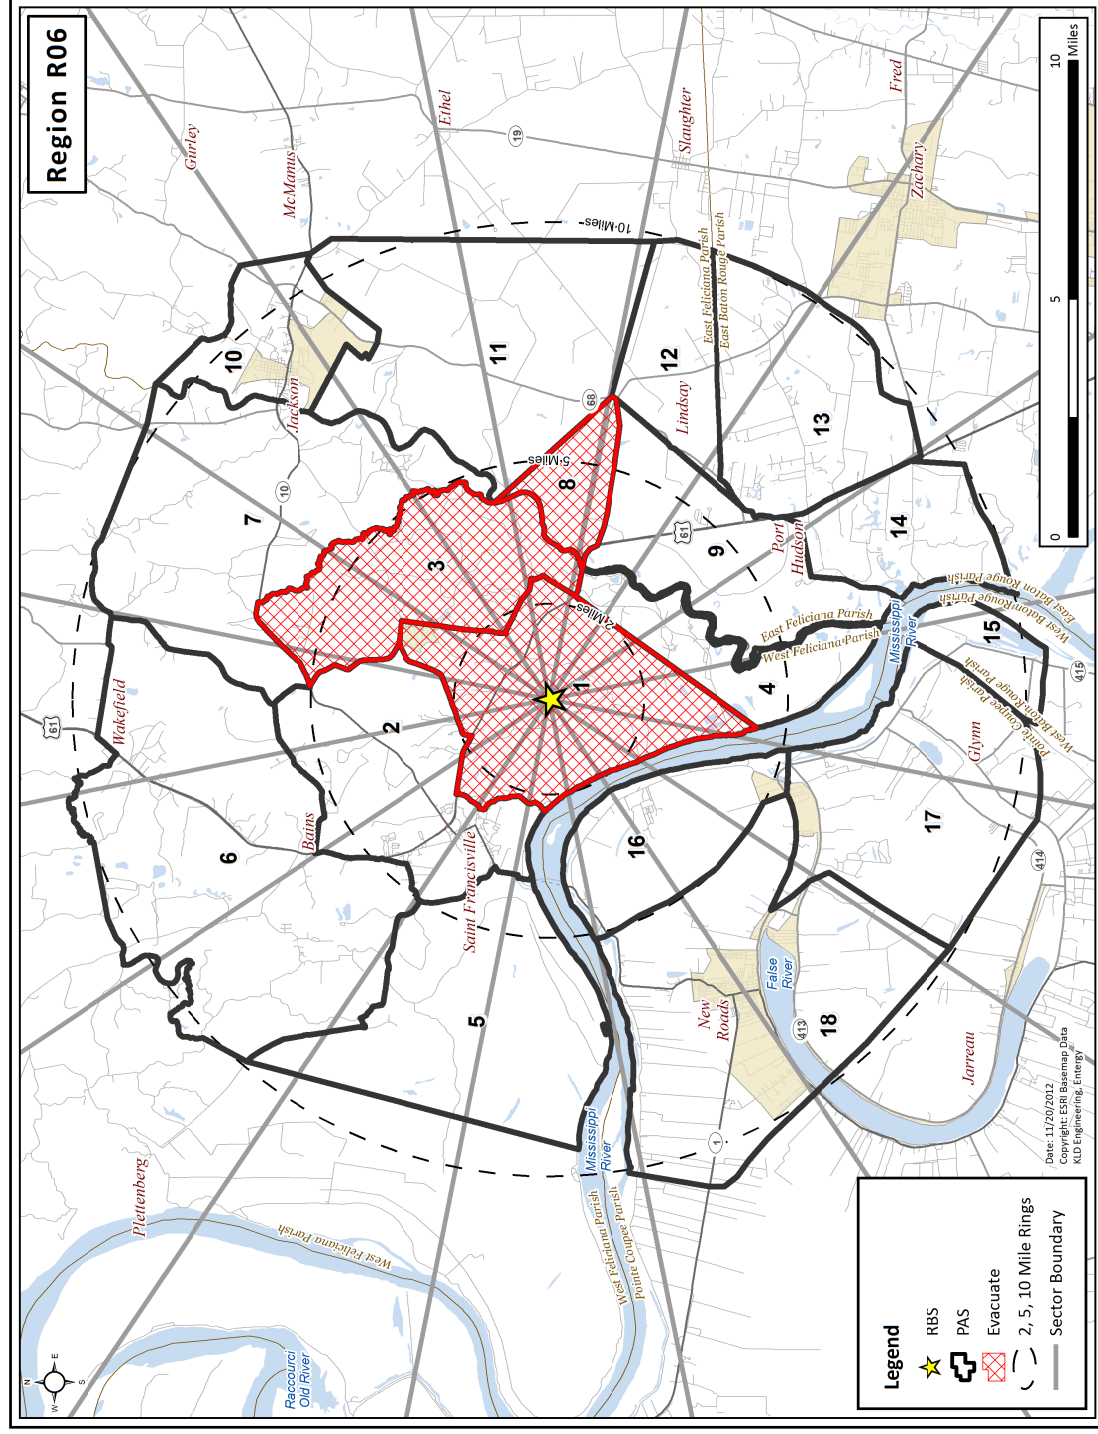 Region R06
Gurley
McManus
Ethel
19
Slaughter
Fred
Zachary
10
Miles
5
0
10 Miles
East Feliciana Parish
East Baton Rouge Parish
10
Jackson
11
68
12
Lindsay
13
5 Miles
8
10
7
3
61
9
Port
Hudson
14
2 Miles
East Feliciana Parish
West Feliciana Parish
Mississippi
River
East Baton Rouge Parish
West Baton Rouge Parish
15
415
1
4
West Baton Rouge Parish
Pointe Coupee Parish
Glynn
61
Wakefield
2
6
Bains
Saint Francisville
16
17
414
5
New
Roads
False
River
413
18
Jarreau
1
Mississippi
River
West Feliciana Parish
Pointe Coupee Parish
Plettenberg
West Feliciana Parish
Raccourci
Old River
N
E
S
W
Date: 11/20/2012
Copyright: ESRI Basemap Data
KLD Engineering, Entergy
Legend
RBS
PAS
Evacuate
2, 5, 10 Mile Rings
Sector Boundary